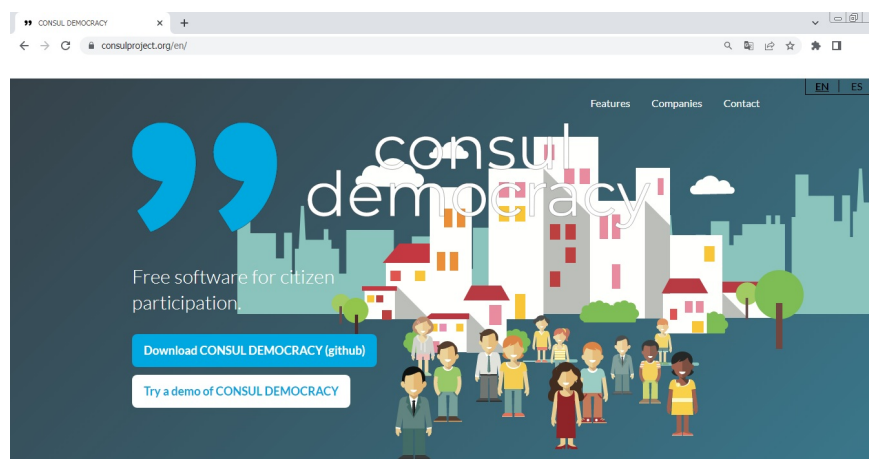 CONSUL DEMOCRACY
consulproject.org/en/
EN | ES
Features Companies Contact
consul
democracy
Free software for citizen
participation.
Download CONSUL DEMOCRACY (github)
Try a demo of CONSUL DEMOCRACY